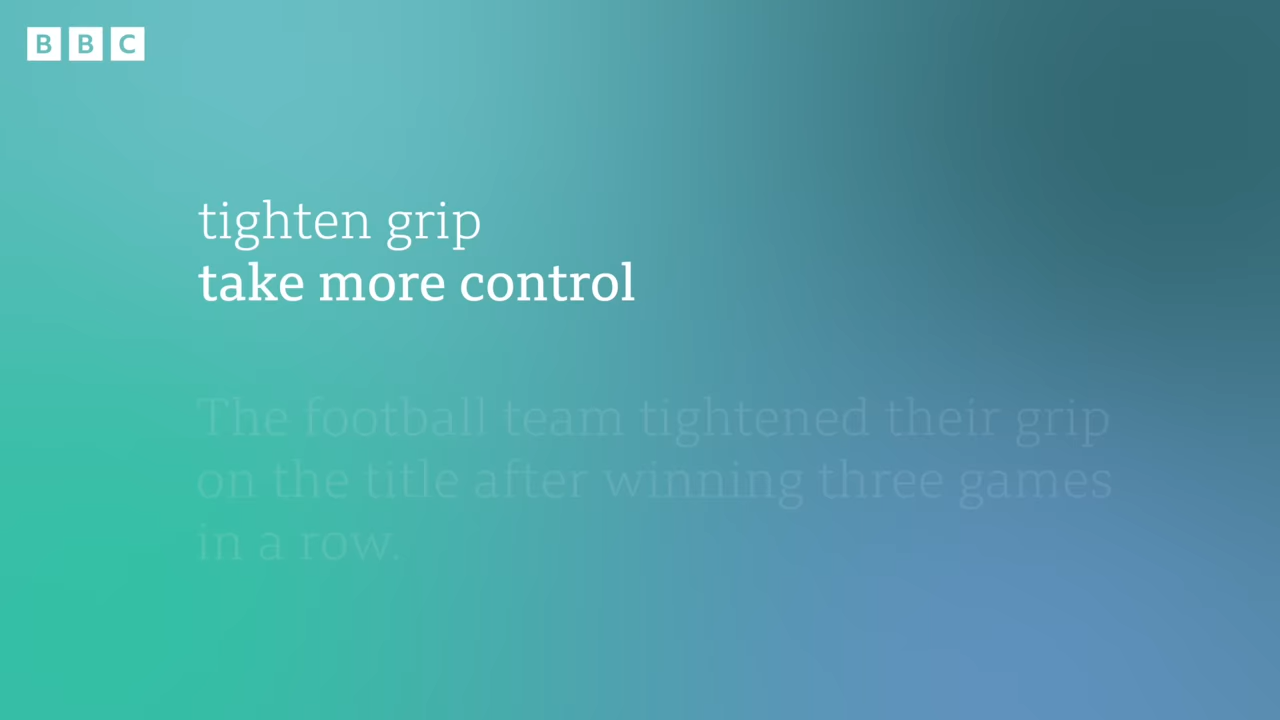 BBC
tighten grip
take more control
The football team tightened their grip
on the title after winning three games
in a row.